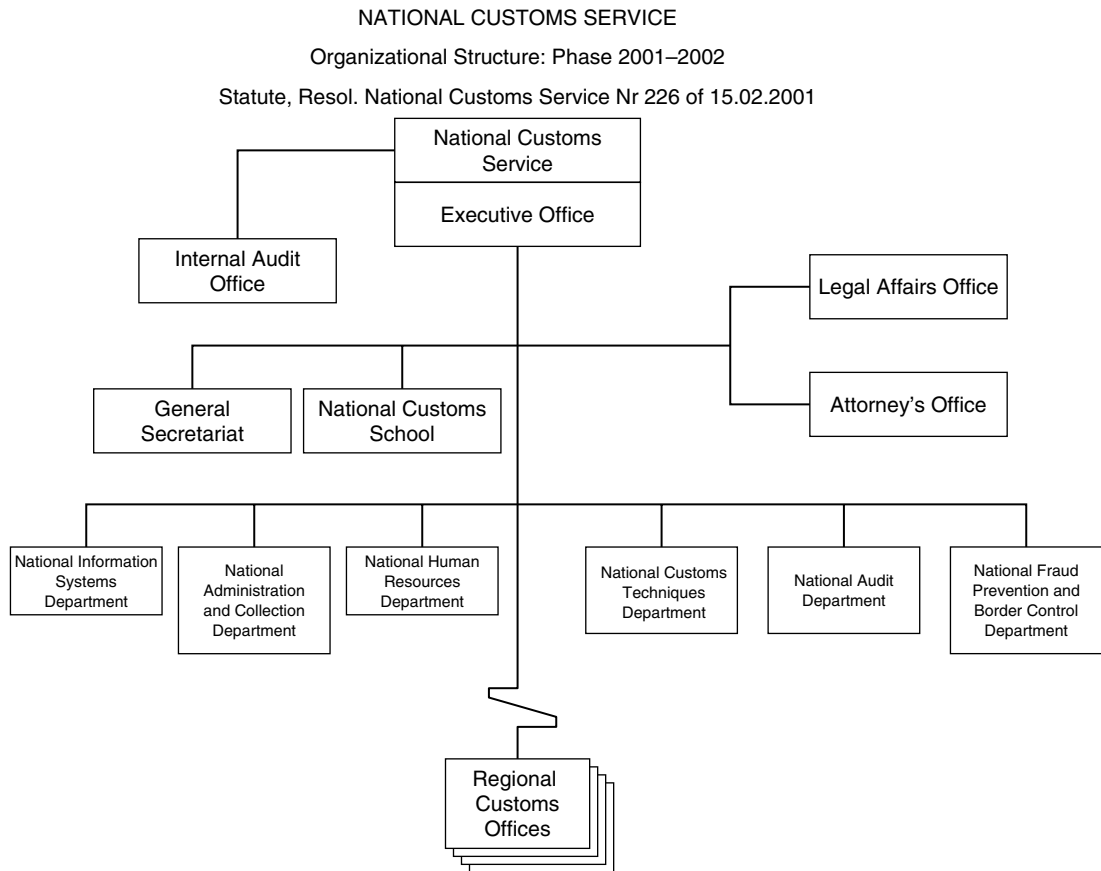 NATIONAL CUSTOMS SERVICE
Organizational Structure: Phase 2001–2002
Statute, Resol. National Customs Service Nr 226 of 15.02.2001
National Customs
Service
Executive Office
Internal Audit
Office
Legal Affairs Office
General
Secretariat
National Customs
School
Attorney's Office
National Information
Systems
Department
National
Administration
and Collection
Department
National Human
Resources
Department
National Customs
Techniques
Department
National Audit
Department
National Fraud
Prevention and
Border Control
Department
Regional
Customs
Offices